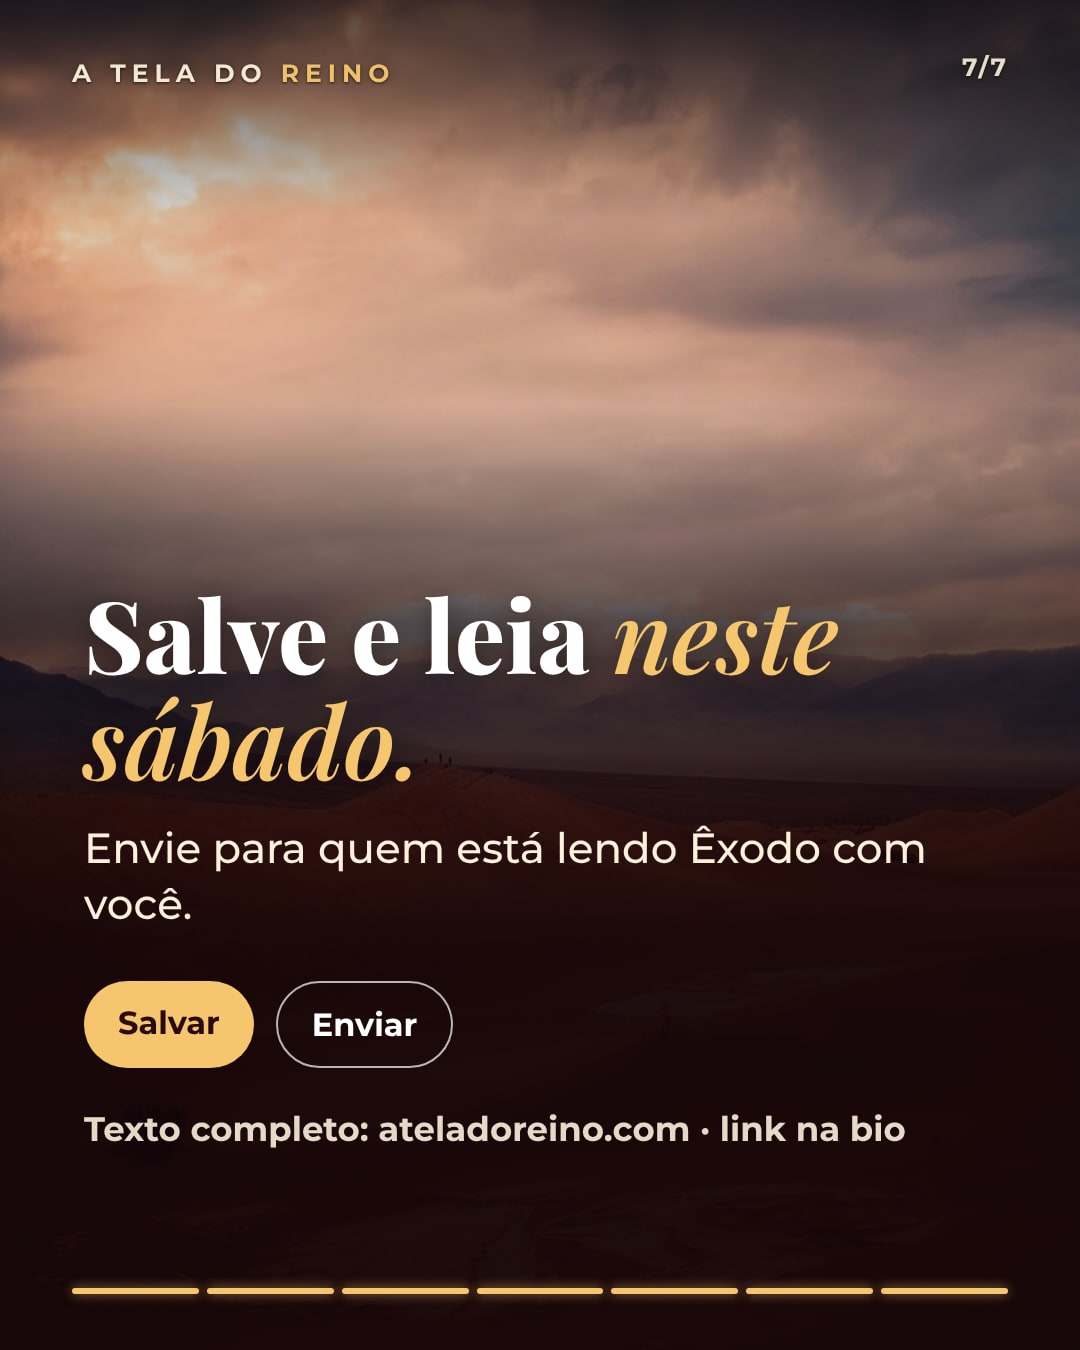 A TELA DO REINO
7/7
Salve e leia neste
sábado.
Envie para quem está lendo Êxodo com
você.
Salvar
Enviar
Texto completo: ateladoreino.com · link na bio